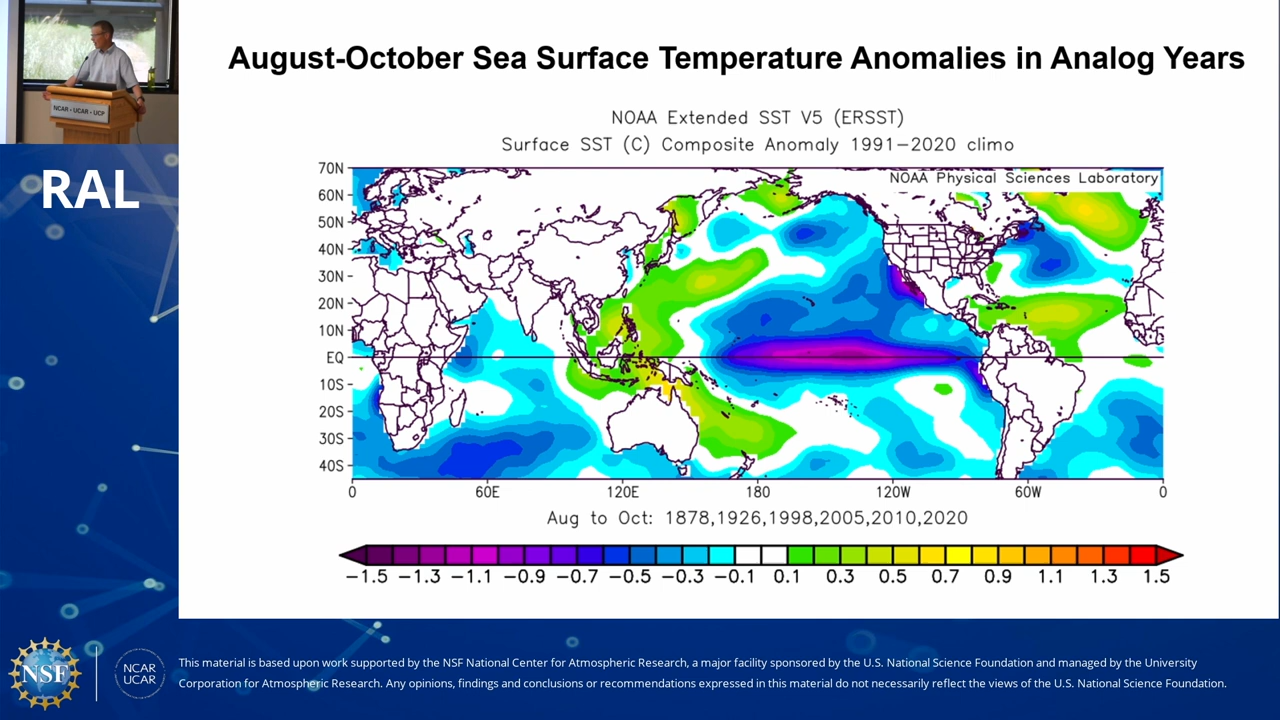 August-October Sea Surface Temperature Anomalies in Analog Years
NOAA Extended SST V5 (ERSST)
Surface SST (C) Composite Anomaly 1991-2020 climo
NOAA Physical Sciences Laboratory
70N
60N
50N
40N
30N
20N
10N
EQ
10S
20S
30S
40S
0 60E 120E 180 120W 60W 0
Aug to Oct: 1878,1926,1998,2005,2010,2020
-1.5 -1.3 -1.1 -0.9 -0.7 -0.5 -0.3 -0.1 0.1 0.3 0.5 0.7 0.9 1.1 1.3 1.5
NCAR • UCAR • UCP
RAL
NSF
NCAR
UCAR
This material is based upon work supported by the NSF National Center for Atmospheric Research, a major facility sponsored by the U.S. National Science Foundation and managed by the University
Corporation for Atmospheric Research. Any opinions, findings and conclusions or recommendations expressed in this material do not necessarily reflect the views of the U.S. National Science Foundation.